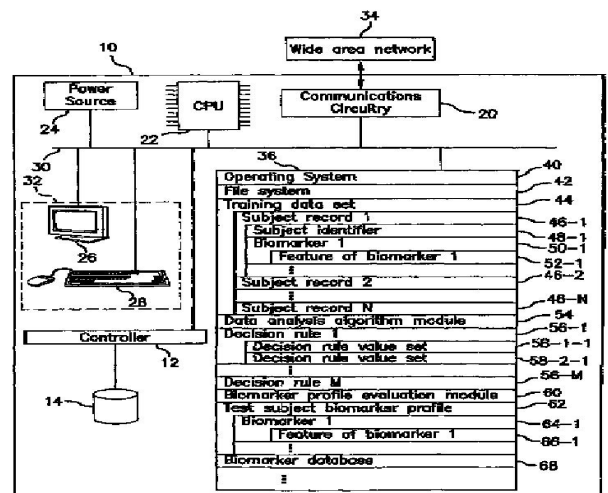 34
Wide area network
10
Power Source
24
CPU
22
Communications Circuitry
20
30
32
26
28
Controller
12
14
36
Operating System 40
File system 42
Training data set 44
Subject record 1 46-1
Subject identifier 48-1
Biomarker 1 50-1
Feature of biomarker 1 52-1
⋮
Subject record 2 46-2
⋮
Subject record N 46-N
Data analysis algorithm module 54
Decision rule 1 56-1
Decision rule value set 58-1-1
Decision rule value set 58-2-1
⋮
Decision rule M 56-M
Biomarker profile evaluation module 60
Test subject biomarker profile 62
Biomarker 1 64-1
Feature of biomarker 1 66-1
⋮
Biomarker database 68
⋮